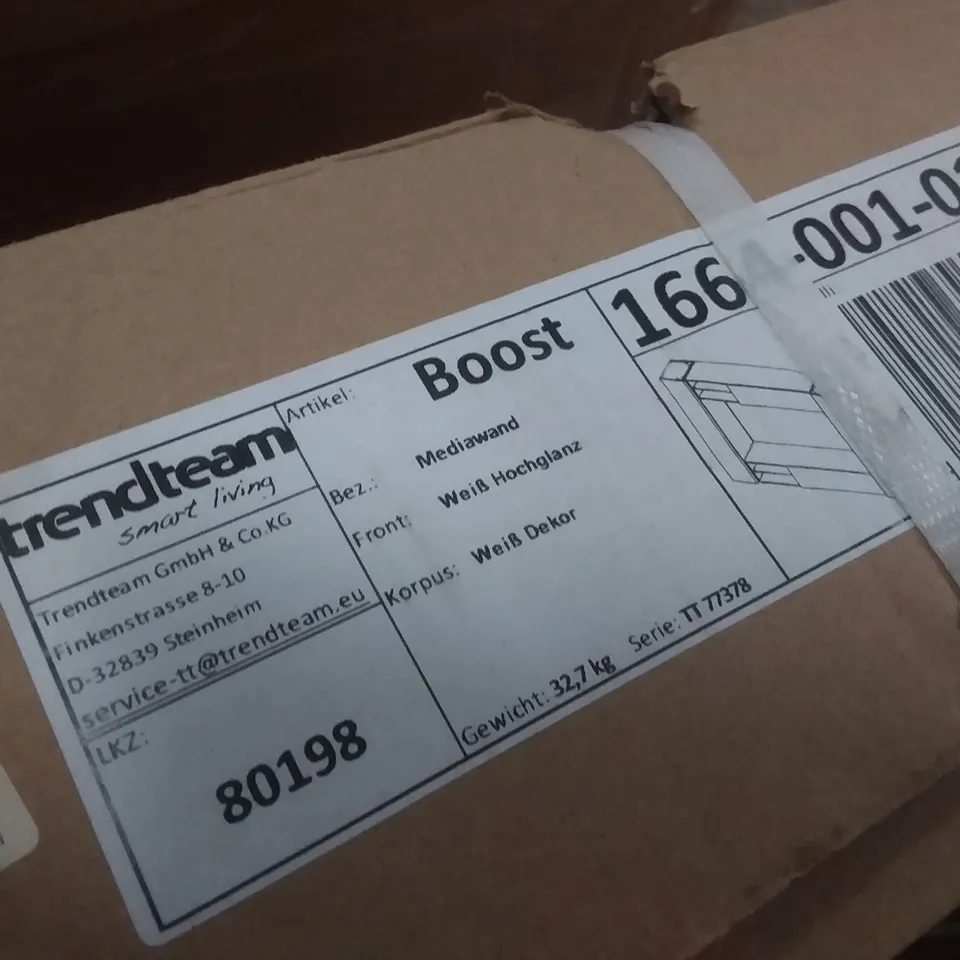 trendteam
smart living
Trendteam GmbH & Co.KG
Finkenstrasse 8-10
D-32839 Steinheim
service-tt@trendteam.eu
LKZ:
80198
Artikel: Boost
Bez.: Mediawand
Front: Weiß Hochglanz
Korpus: Weiß Dekor
Gewicht: 32,7 kg Serie: TT 77378
166 -001-0